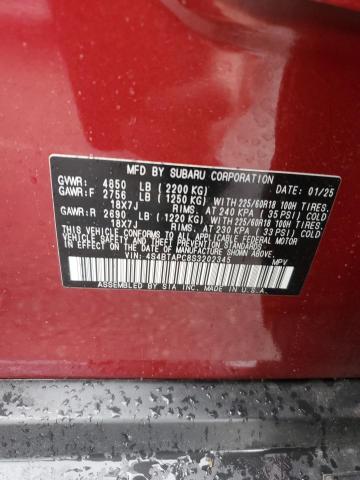 MFD BY SUBARU CORPORATION
GVWR: 4850 LB (2200 KG) DATE: 01/25
GAWR:F 2756 LB (1250 KG) WITH 225/60R18 100H TIRES.
18X7J RIMS, AT 240 KPA ( 35 PSI) COLD
GAWR:R 2690 LB (1220 KG) WITH 225/60R18 100H TIRES.
18X7J RIMS, AT 230 KPA ( 33 PSI) COLD
THIS VEHICLE CONFORMS TO ALL APPLICABLE FEDERAL MOTOR
VEHICLE SAFETY, BUMPER, AND THEFT PREVENTION STANDARDS
IN EFFECT ON THE DATE OF MANUFACTURE SHOWN ABOVE.
VIN: 4S4BTAPC8S3202345 MPV
ASSEMBLED BY SIA INC, MADE IN U.S.A.